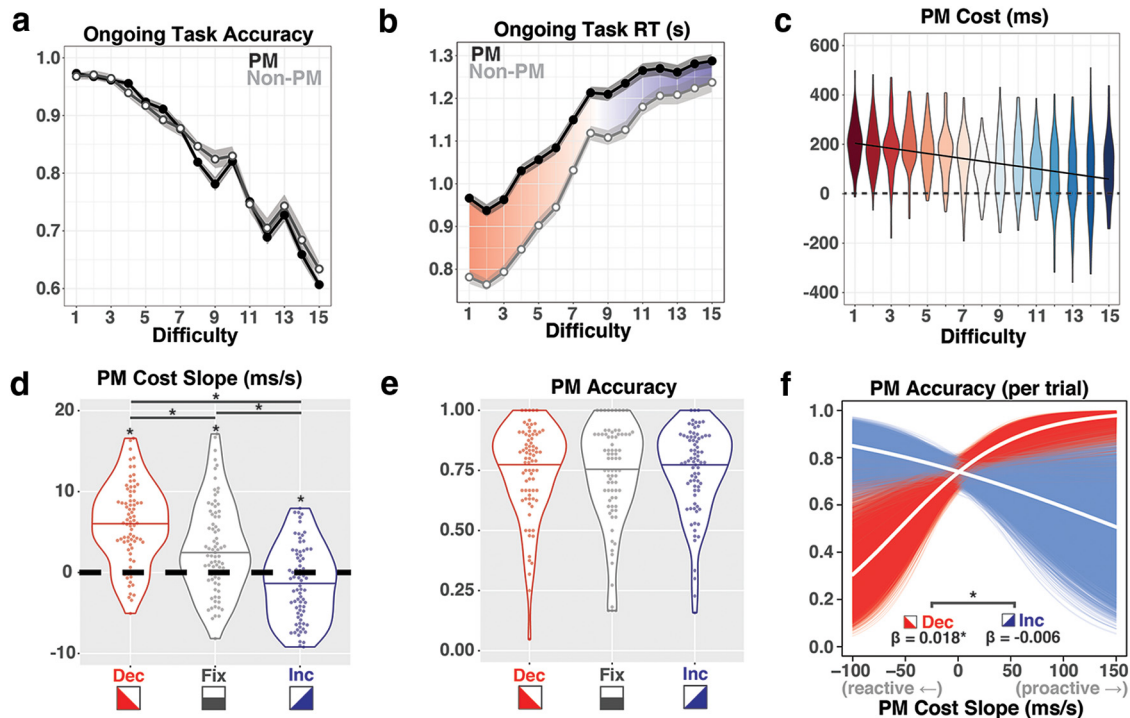 a
Ongoing Task Accuracy
PM
Non-PM
1.0
0.9
0.8
0.7
0.6
1 3 5 7 9 11 13 15
Difficulty
b
Ongoing Task RT (s)
PM
Non-PM
1.3
1.2
1.1
1.0
0.9
0.8
1 3 5 7 9 11 13 15
Difficulty
c
PM Cost (ms)
600
400
200
0
-200
-400
1 3 5 7 9 11 13 15
Difficulty
d
PM Cost Slope (ms/s)
*
* *
* * *
20
10
0
-10
Dec Fix Inc
e
PM Accuracy
1.00
0.75
0.50
0.25
0.00
Dec Fix Inc
f
PM Accuracy (per trial)
1.0
0.8
0.6
0.4
0.2
0.0
*
Dec Inc
β = 0.018* β = -0.006
−100 −50 0 50 100 150
(reactive ←) (proactive →)
PM Cost Slope (ms/s)